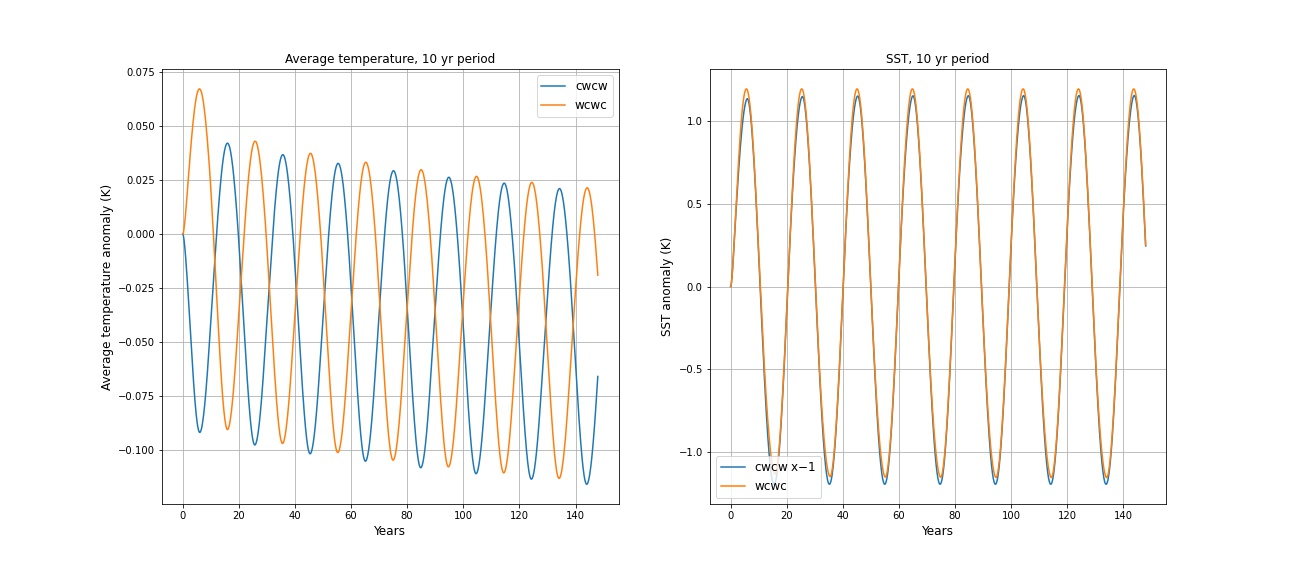 Average temperature, 10 yr period
0.075
0.050
0.025
0.000
−0.025
−0.050
−0.075
−0.100
Average temperature anomaly (K)
cwcw
wcwc
0 20 40 60 80 100 120 140
Years
SST, 10 yr period
1.0
0.5
0.0
−0.5
−1.0
SST anomaly (K)
cwcw x−1
wcwc
0 20 40 60 80 100 120 140
Years